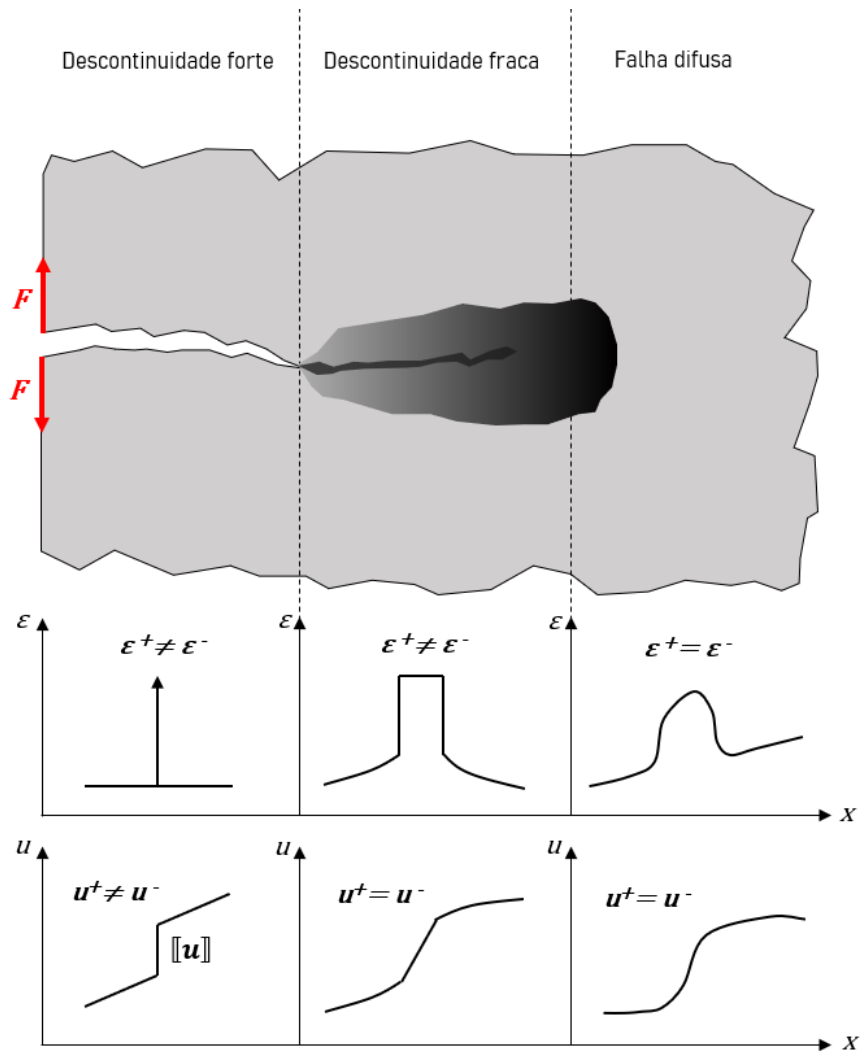 Descontinuidade forte
Descontinuidade fraca
Falha difusa
F
F
ε
ε
ε
ε⁺ ≠ ε⁻
ε⁺ ≠ ε⁻
ε⁺ = ε⁻
x
u
u
u
u⁺ ≠ u⁻
u⁺ = u⁻
u⁺ = u⁻
⟦u⟧
x